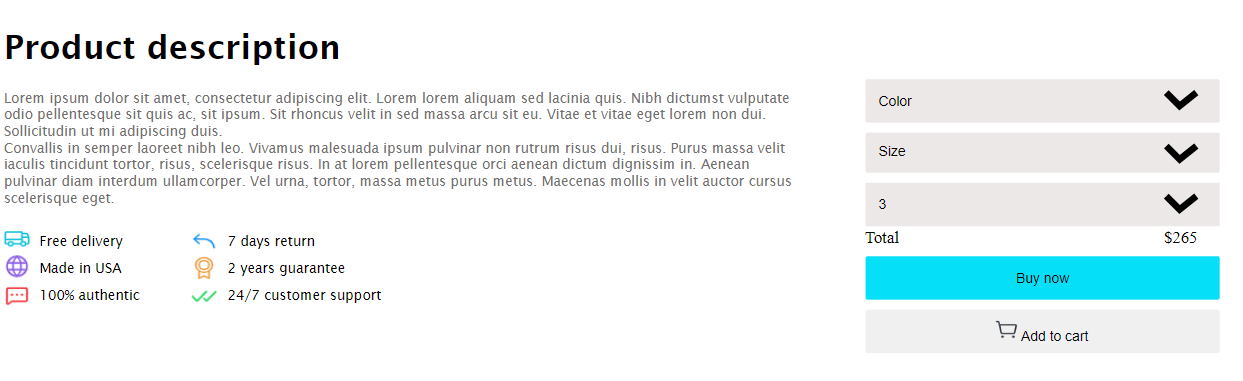 Product description
Lorem ipsum dolor sit amet, consectetur adipiscing elit. Lorem lorem aliquam sed lacinia quis. Nibh dictumst vulputate
odio pellentesque sit quis ac, sit ipsum. Sit rhoncus velit in sed massa arcu sit eu. Vitae et vitae eget lorem non dui.
Sollicitudin ut mi adipiscing duis.
Convallis in semper laoreet nibh leo. Vivamus malesuada ipsum pulvinar non rutrum risus dui, risus. Purus massa velit
iaculis tincidunt tortor, risus, scelerisque risus. In at lorem pellentesque orci aenean dictum dignissim in. Aenean
pulvinar diam interdum ullamcorper. Vel urna, tortor, massa metus purus metus. Maecenas mollis in velit auctor cursus
scelerisque eget.
Free delivery
7 days return
Made in USA
2 years guarantee
100% authentic
24/7 customer support
Color
Size
3
Total $265
Buy now
Add to cart